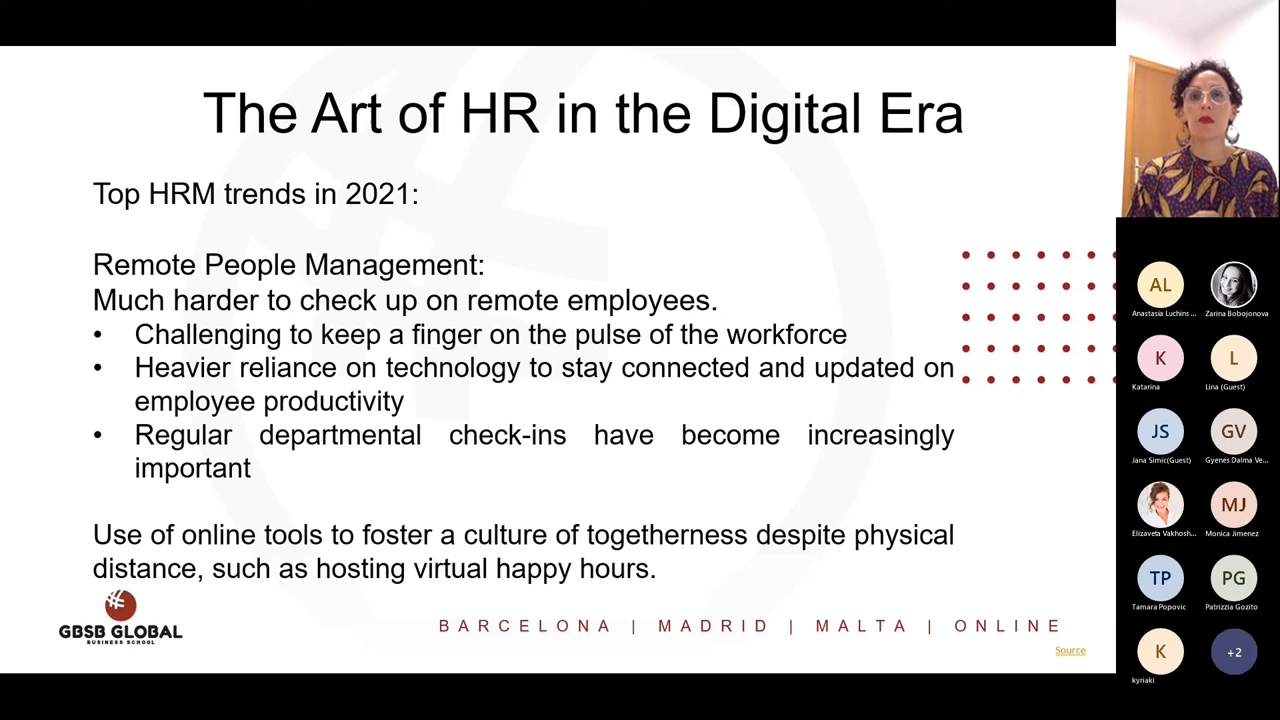 The Art of HR in the Digital Era
Top HRM trends in 2021:
Remote People Management:
Much harder to check up on remote employees.
• Challenging to keep a finger on the pulse of the workforce
• Heavier reliance on technology to stay connected and updated on
employee productivity
• Regular departmental check-ins have become increasingly
important
Use of online tools to foster a culture of togetherness despite physical
distance, such as hosting virtual happy hours.
GBSB GLOBAL
BUSINESS SCHOOL
BARCELONA | MADRID | MALTA | ONLINE
Source
AL
Anastasia Luchins ...
Zarina Bobojonova
K
Katarina
L
Lina (Guest)
JS
Jana Simic(Guest)
GV
Gyenes Dalma Ve...
Elizaveta Vakhosh...
MJ
Monica Jimenez
TP
Tamara Popovic
PG
Patrizzia Gozito
K
kyriaki
+2